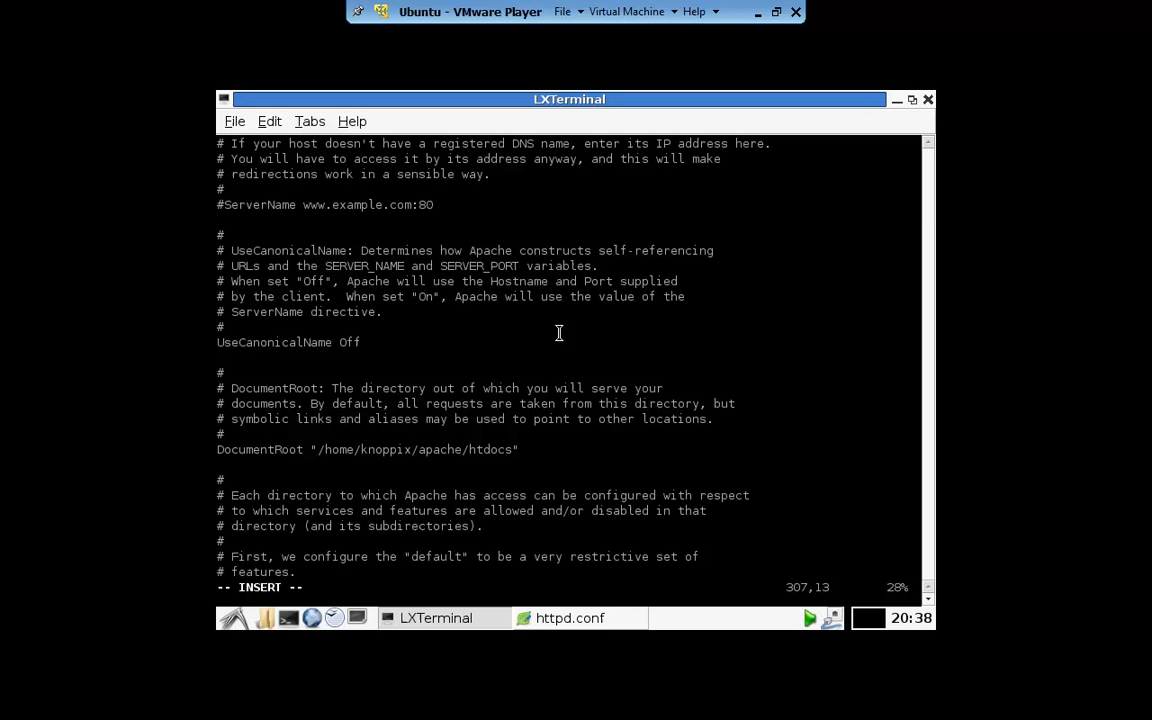 Ubuntu - VMware Player File Virtual Machine Help
LXTerminal
File Edit Tabs Help
# If your host doesn't have a registered DNS name, enter its IP address here.
# You will have to access it by its address anyway, and this will make
# redirections work in a sensible way.
#
#ServerName www.example.com:80
#
# UseCanonicalName: Determines how Apache constructs self-referencing
# URLs and the SERVER_NAME and SERVER_PORT variables.
# When set "Off", Apache will use the Hostname and Port supplied
# by the client.  When set "On", Apache will use the value of the
# ServerName directive.
#
UseCanonicalName Off
#
# DocumentRoot: The directory out of which you will serve your
# documents. By default, all requests are taken from this directory, but
# symbolic links and aliases may be used to point to other locations.
#
DocumentRoot "/home/knoppix/apache/htdocs"
#
# Each directory to which Apache has access can be configured with respect
# to which services and features are allowed and/or disabled in that
# directory (and its subdirectories).
#
# First, we configure the "default" to be a very restrictive set of
# features.
-- INSERT -- 307,13 28%
LXTerminal httpd.conf 20:38